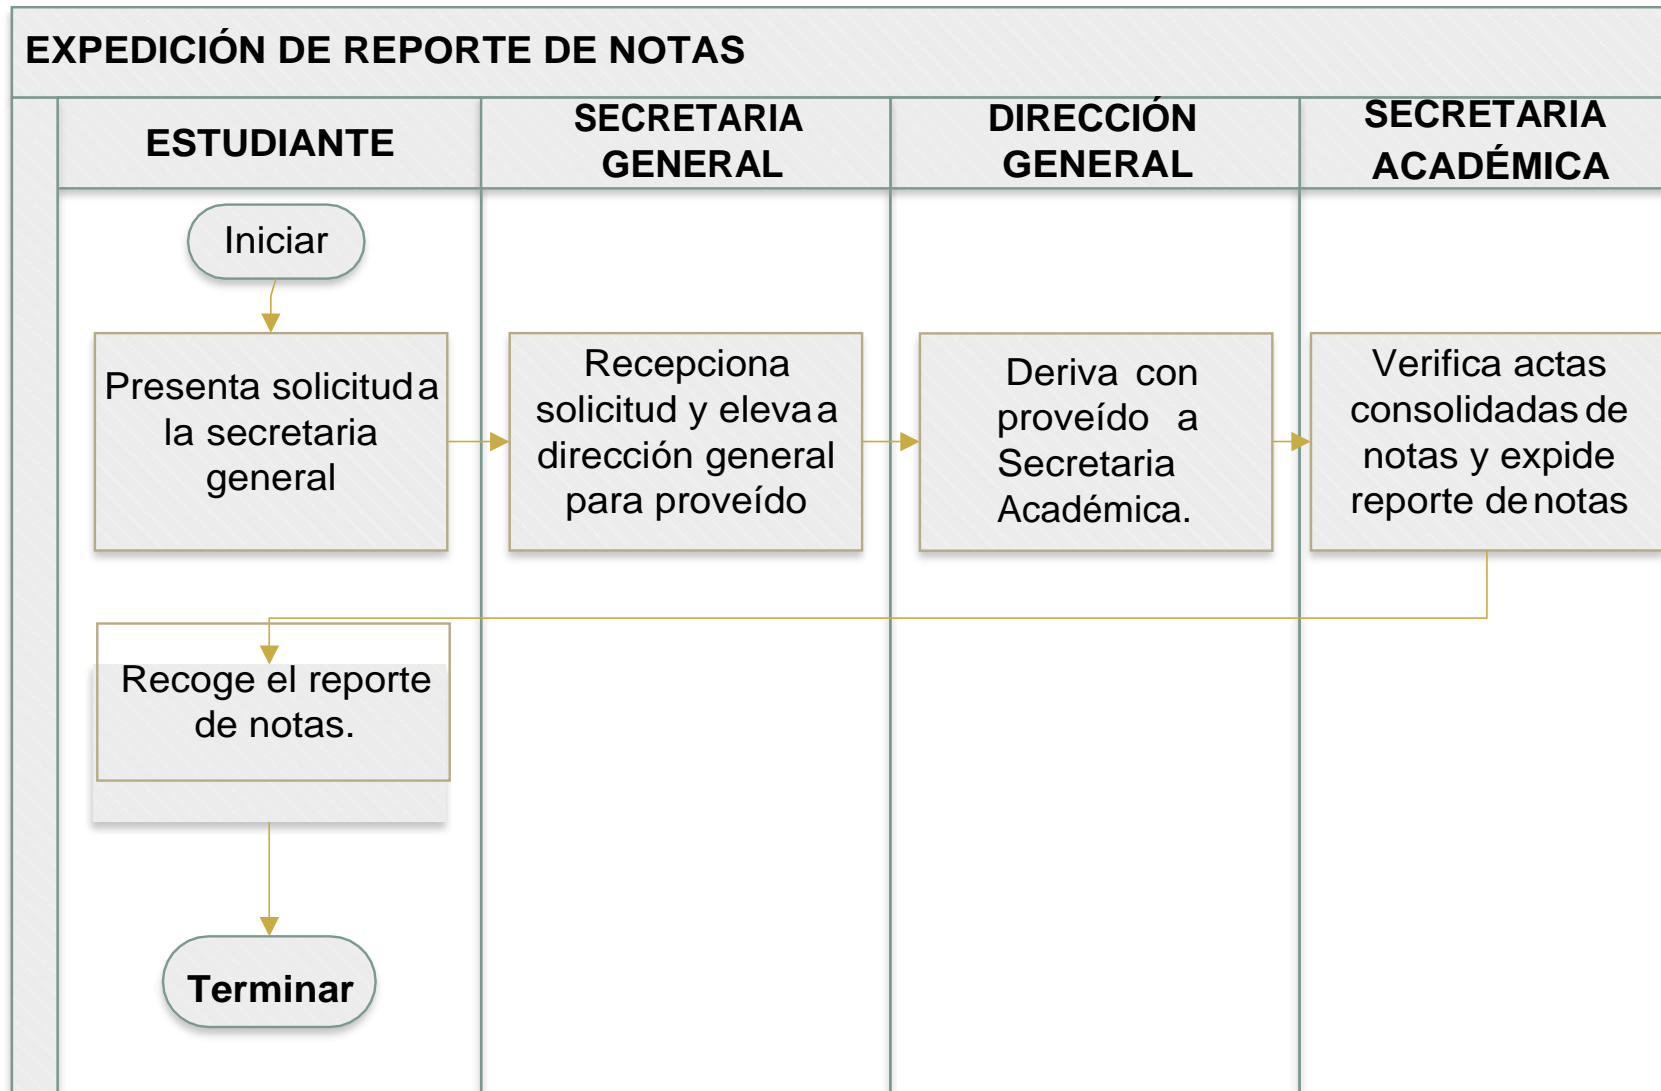 EXPEDICIÓN DE REPORTE DE NOTAS
ESTUDIANTE
SECRETARIA
GENERAL
DIRECCIÓN
GENERAL
SECRETARIA
ACADÉMICA
Iniciar
Presenta solicitud a
la secretaria
general
Recepciona
solicitud y eleva a
dirección general
para proveído
Deriva con
proveído a
Secretaria
Académica.
Verifica actas
consolidadas de
notas y expide
reporte de notas
Recoge el reporte
de notas.
Terminar